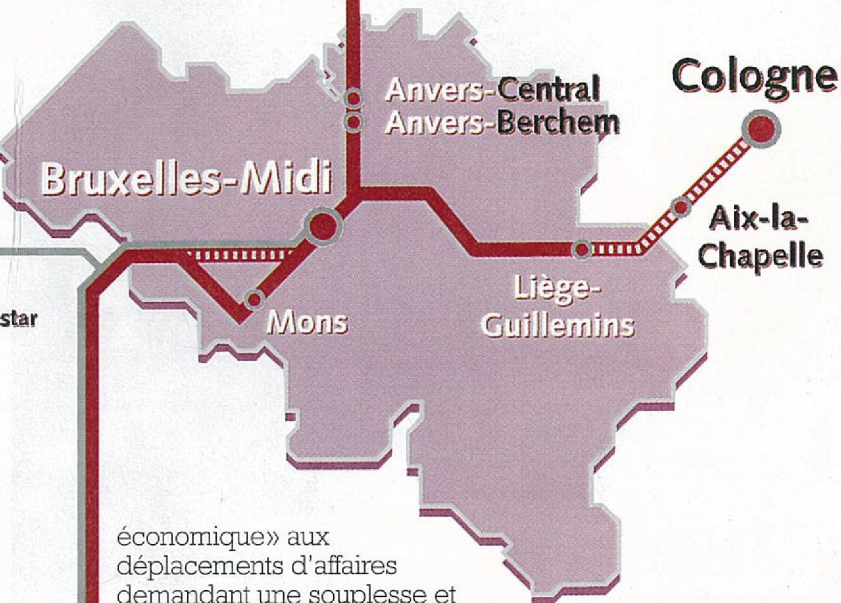 Anvers-Central
Anvers-Berchem
Cologne
Bruxelles-Midi
Aix-la-
Chapelle
Liège-
Guillemins
Mons
star
économique» aux
déplacements d'affaires
demandant une souplesse et